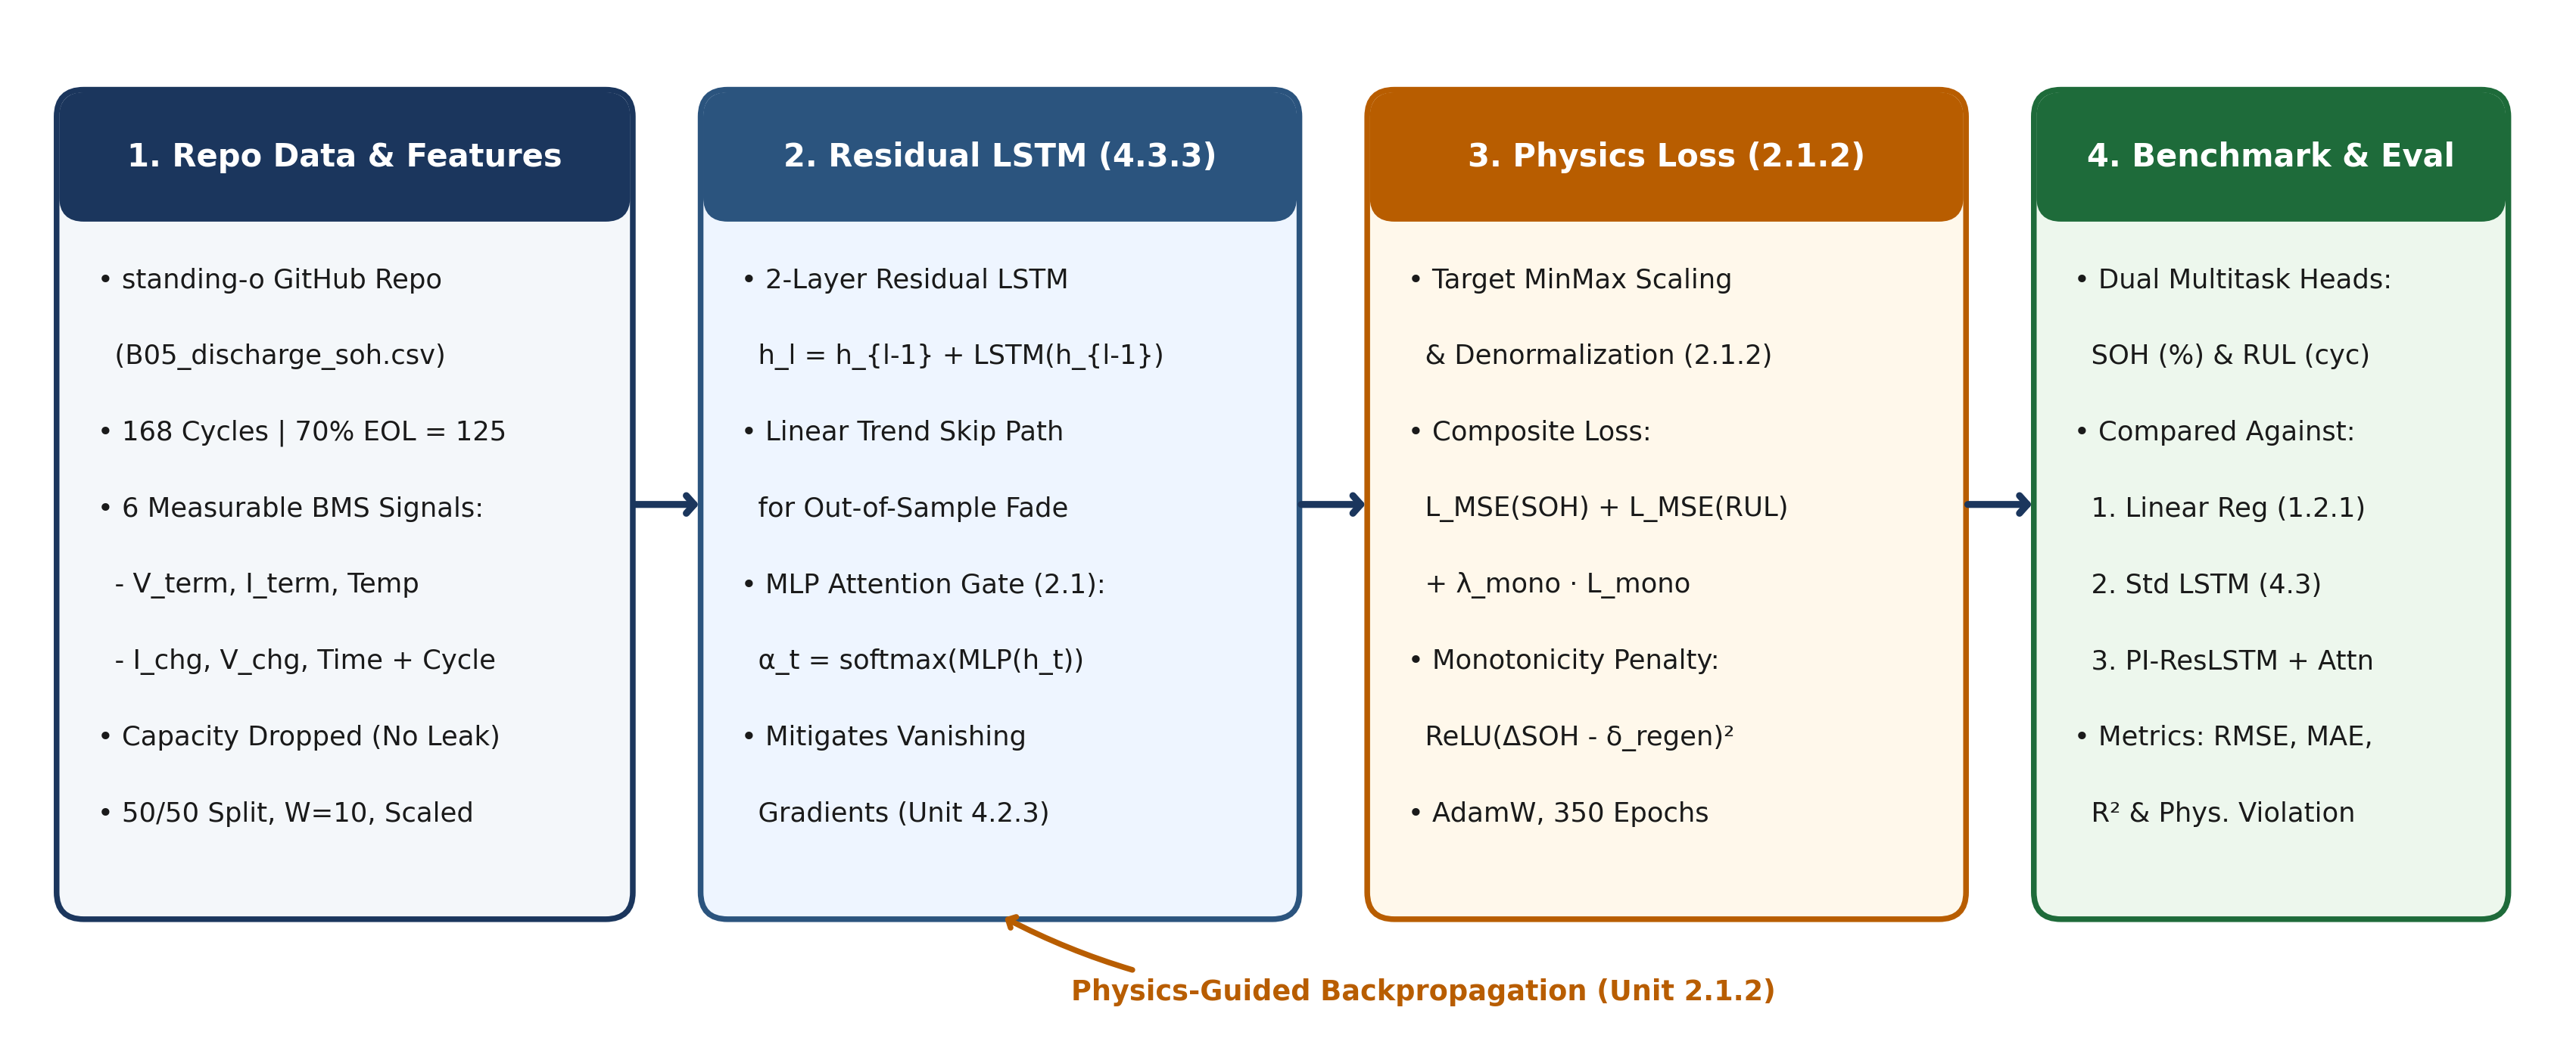 1. Repo Data & Features
• standing-o GitHub Repo
(B05_discharge_soh.csv)
• 168 Cycles | 70% EOL = 125
• 6 Measurable BMS Signals:
- V_term, I_term, Temp
- I_chg, V_chg, Time + Cycle
• Capacity Dropped (No Leak)
• 50/50 Split, W=10, Scaled
2. Residual LSTM (4.3.3)
• 2-Layer Residual LSTM
h_l = h_{l-1} + LSTM(h_{l-1})
• Linear Trend Skip Path
for Out-of-Sample Fade
• MLP Attention Gate (2.1):
α_t = softmax(MLP(h_t))
• Mitigates Vanishing
Gradients (Unit 4.2.3)
3. Physics Loss (2.1.2)
• Target MinMax Scaling
& Denormalization (2.1.2)
• Composite Loss:
L_MSE(SOH) + L_MSE(RUL)
+ λ_mono · L_mono
• Monotonicity Penalty:
ReLU(ΔSOH - δ_regen)²
• AdamW, 350 Epochs
4. Benchmark & Eval
• Dual Multitask Heads:
SOH (%) & RUL (cyc)
• Compared Against:
1. Linear Reg (1.2.1)
2. Std LSTM (4.3)
3. PI-ResLSTM + Attn
• Metrics: RMSE, MAE,
R² & Phys. Violation
Physics-Guided Backpropagation (Unit 2.1.2)